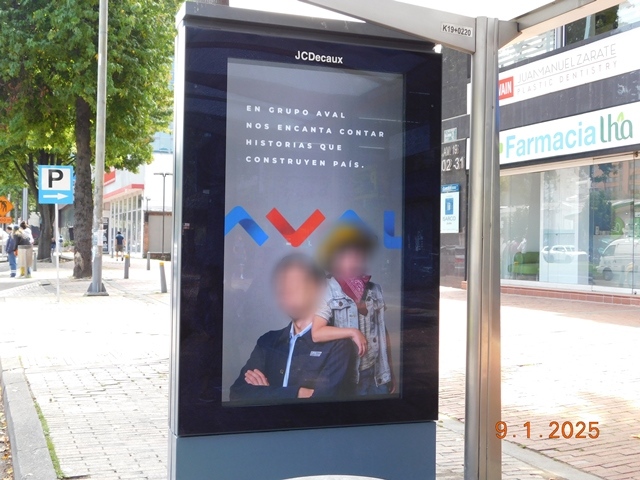 K19+0220
JCDecaux
EN GRUPO AVAL
NOS ENCANTA CONTAR
HISTORIAS QUE
CONSTRUYEN PAÍS.
AVAL
P
JUANMANUELZARATE
PLASTIC DENTISTRY
Farmacia lha
9.1.2025